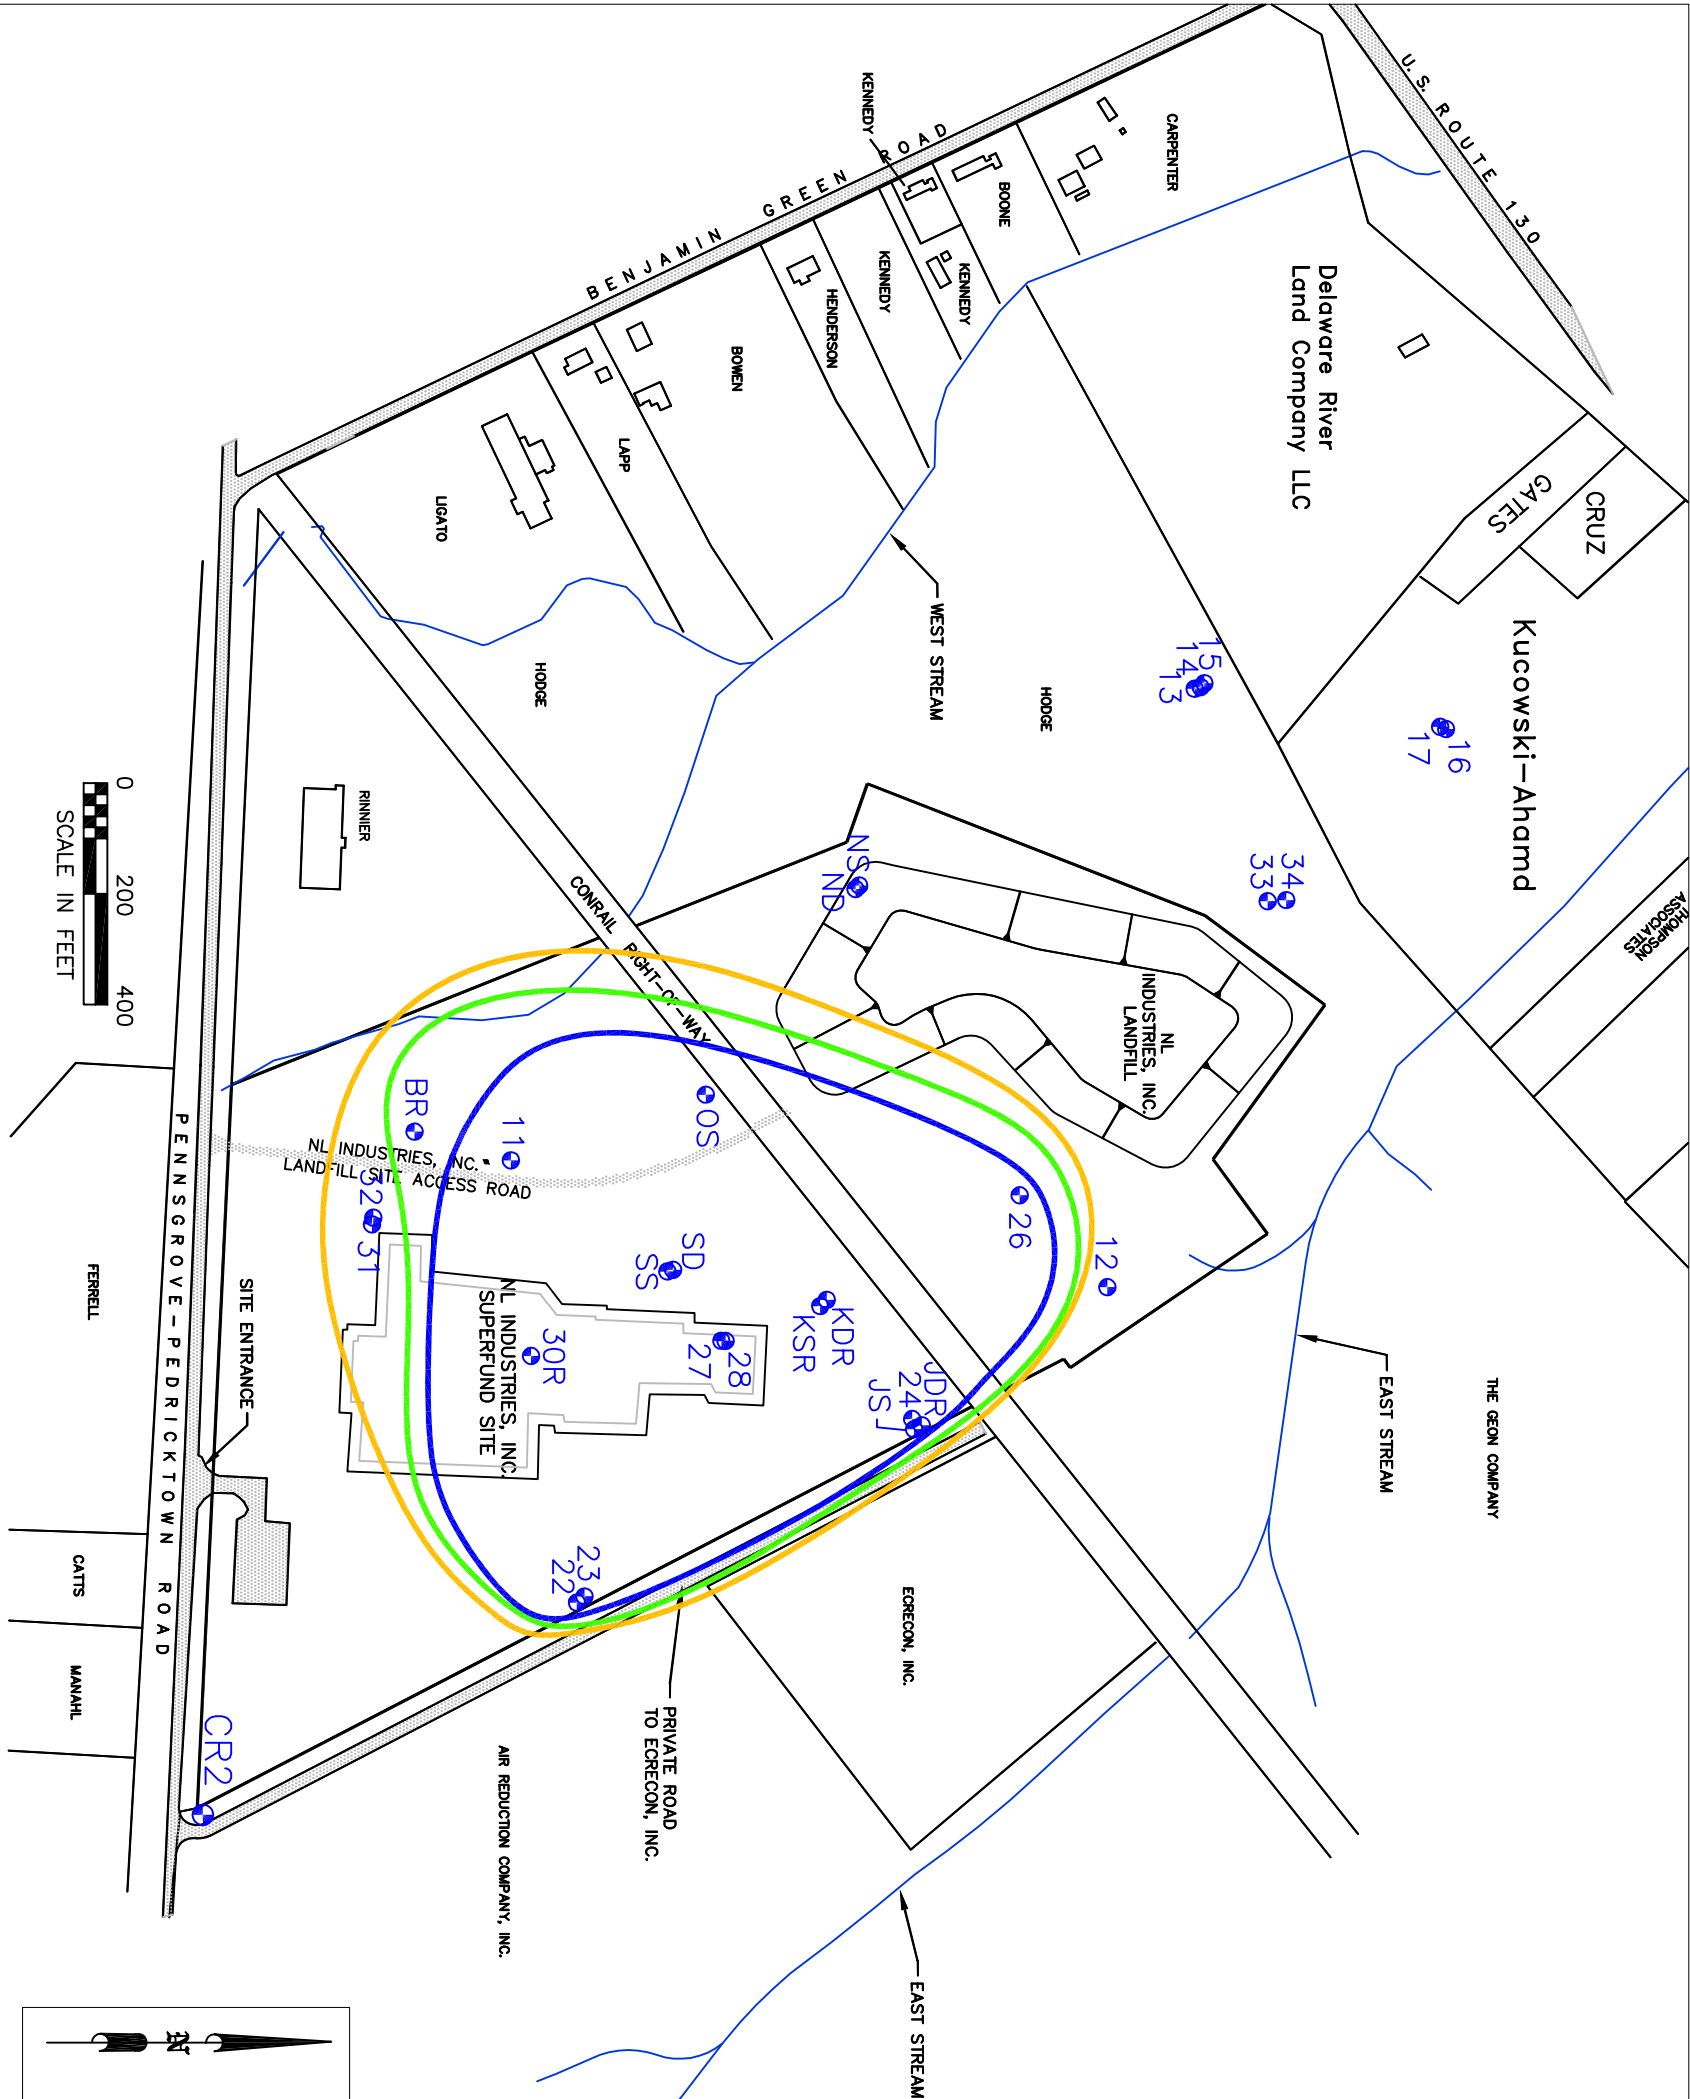 U.S. ROUTE 130
CARPENTER
KENNEDY
BENJAMIN GREEN ROAD
BOONE
KENNEDY
KENNEDY
HENDERSON
BOWEN
LAPP
LIGATO
Delaware River
Land Company LLC
GATES
CRUZ
Kucowski-Ahamd
ASSOCIATES
WEST STREAM
HODGE
HODGE
15
14
13
16
17
34
33
NS
ND
NL
INDUSTRIES, INC.
LANDFILL
RINNIER
CONRAIL RIGHT-OF-WAY
0 200 400
SCALE IN FEET
OS
BR
11
NL INDUSTRIES, INC.
LANDFILL SITE ACCESS ROAD
32
31
26
12
SD
SS
KDR
KSR
28
27
30R
NL INDUSTRIES, INC.
SUPERFUND SITE
JDR
24
JS
23
22
EAST STREAM
THE GEON COMPANY
ECRECON, INC.
PRIVATE ROAD
TO ECRECON, INC.
AIR REDUCTION COMPANY, INC.
EAST STREAM
SITE ENTRANCE
PENNSGROVE-PEDRICKTOWN ROAD
FERRELL
CATTS
MANAHL
CR2
N